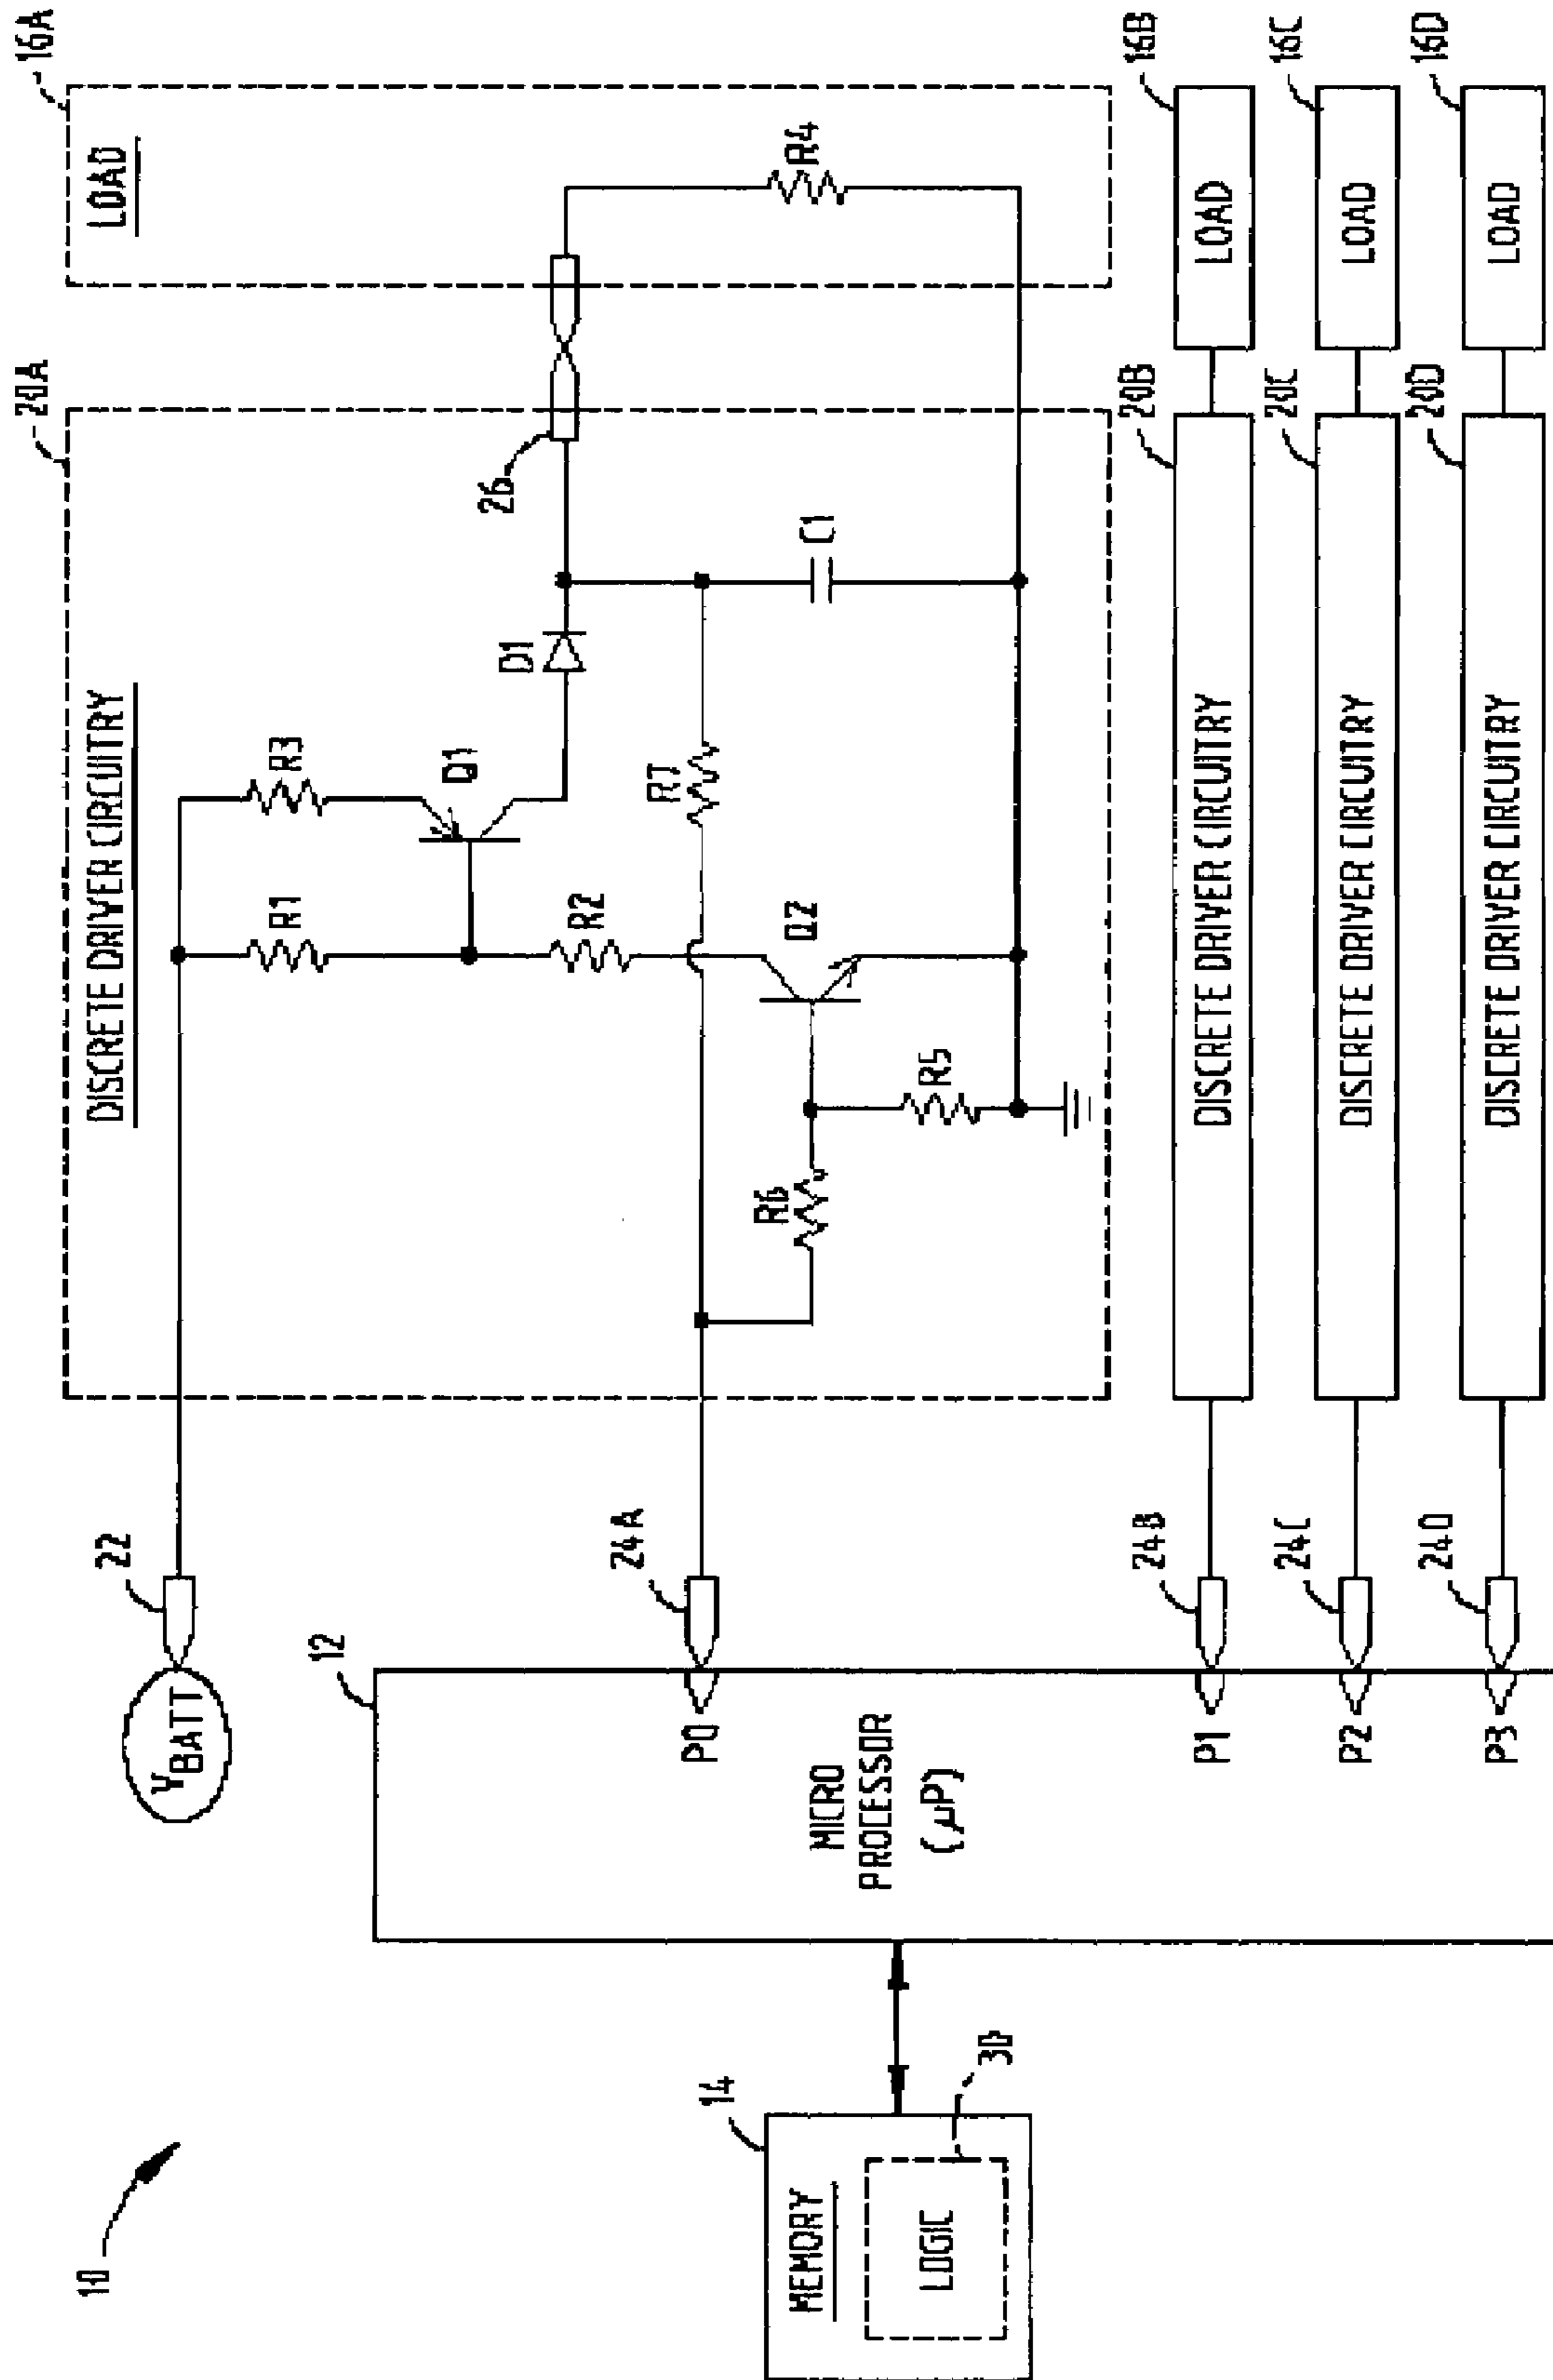 10
MEMORY
14
LOGIC
30
MICRO
PROCESSOR
(µP)
12
VBATT
22
P0
24A
P1
24B
P2
24C
P3
24D
DISCRETE DRIVER CIRCUITRY
20A
R1
R3
Q1
R2
D1
R7
Q2
R6
R5
C1
26
LOAD
16A
R4
DISCRETE DRIVER CIRCUITRY
20B
LOAD
16B
DISCRETE DRIVER CIRCUITRY
20C
LOAD
16C
DISCRETE DRIVER CIRCUITRY
20D
LOAD
16D